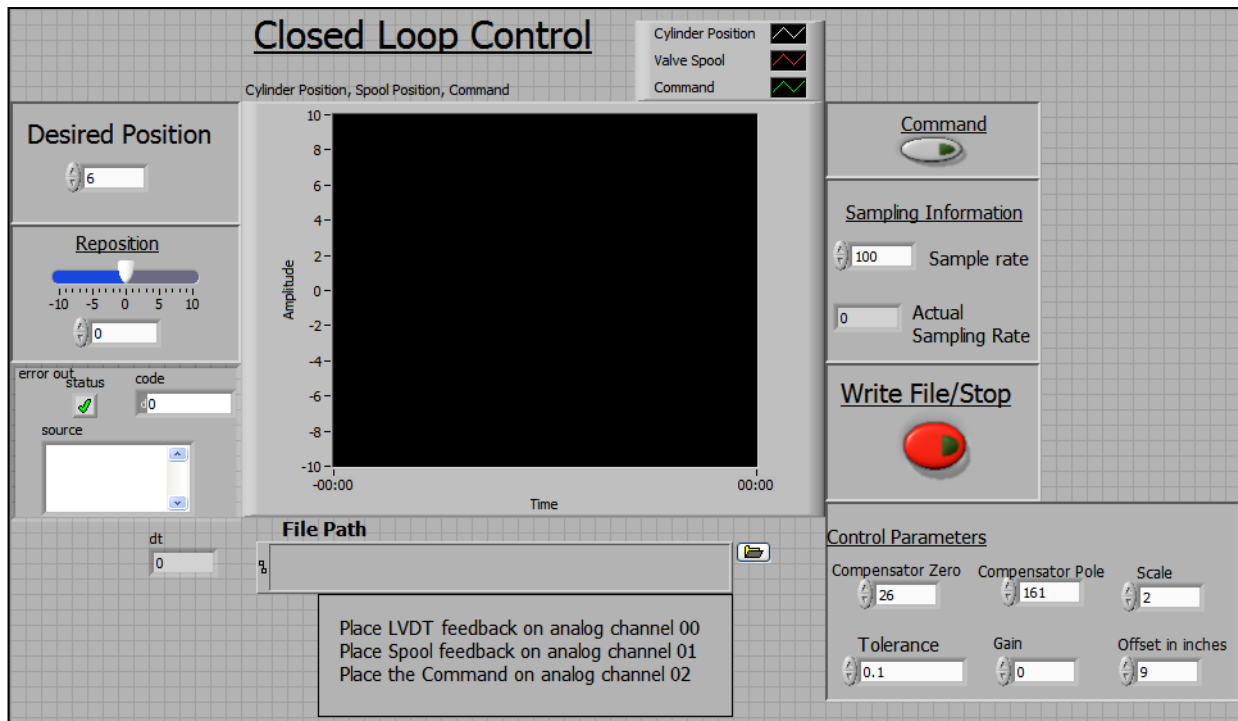 Closed Loop Control
Cylinder Position
Valve Spool
Command
Cylinder Position, Spool Position, Command
Desired Position
6
Reposition
-10 -5 0 5 10
0
error out
status
code
d0
source
dt
0
10
8
6
4
2
0
-2
-4
-6
-8
-10
Amplitude
-00:00
00:00
Time
File Path
Place LVDT feedback on analog channel 00
Place Spool feedback on analog channel 01
Place the Command on analog channel 02
Command
Sampling Information
100
Sample rate
0
Actual
Sampling Rate
Write File/Stop
Control Parameters
Compensator Zero
Compensator Pole
Scale
26
161
2
Tolerance
Gain
Offset in inches
0.1
0
9